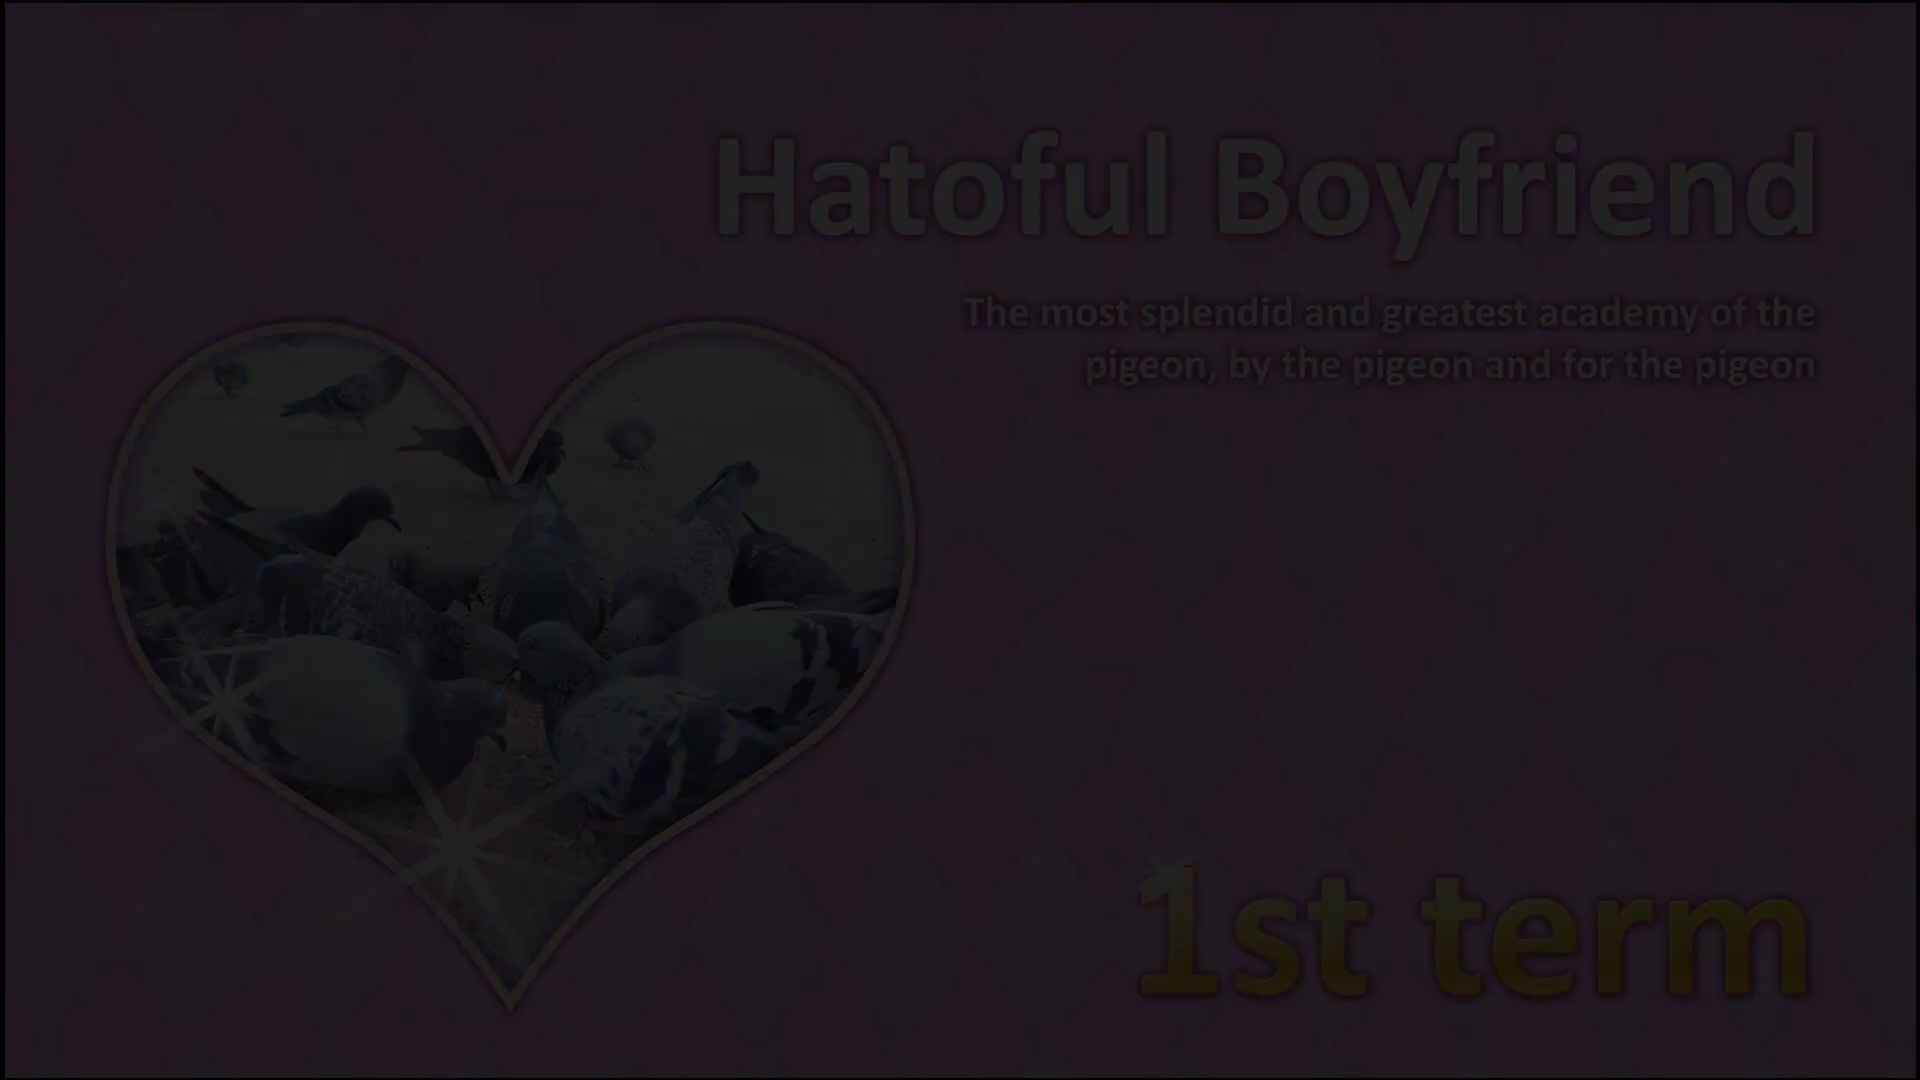 Hatoful Boyfriend
The most splendid and greatest academy of the
pigeon, by the pigeon and for the pigeon
1st term